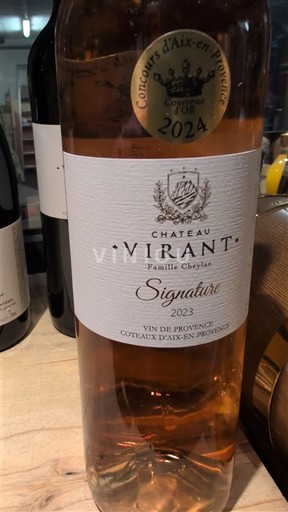 Concours d'Aix-en-Provence
Couronne
d'OR
2024
CHATEAU
·VIRANT·
Famille Cheylan
Signature
2023
VIN DE PROVENCE
COTEAUX D'AIX-EN-PROVENCE